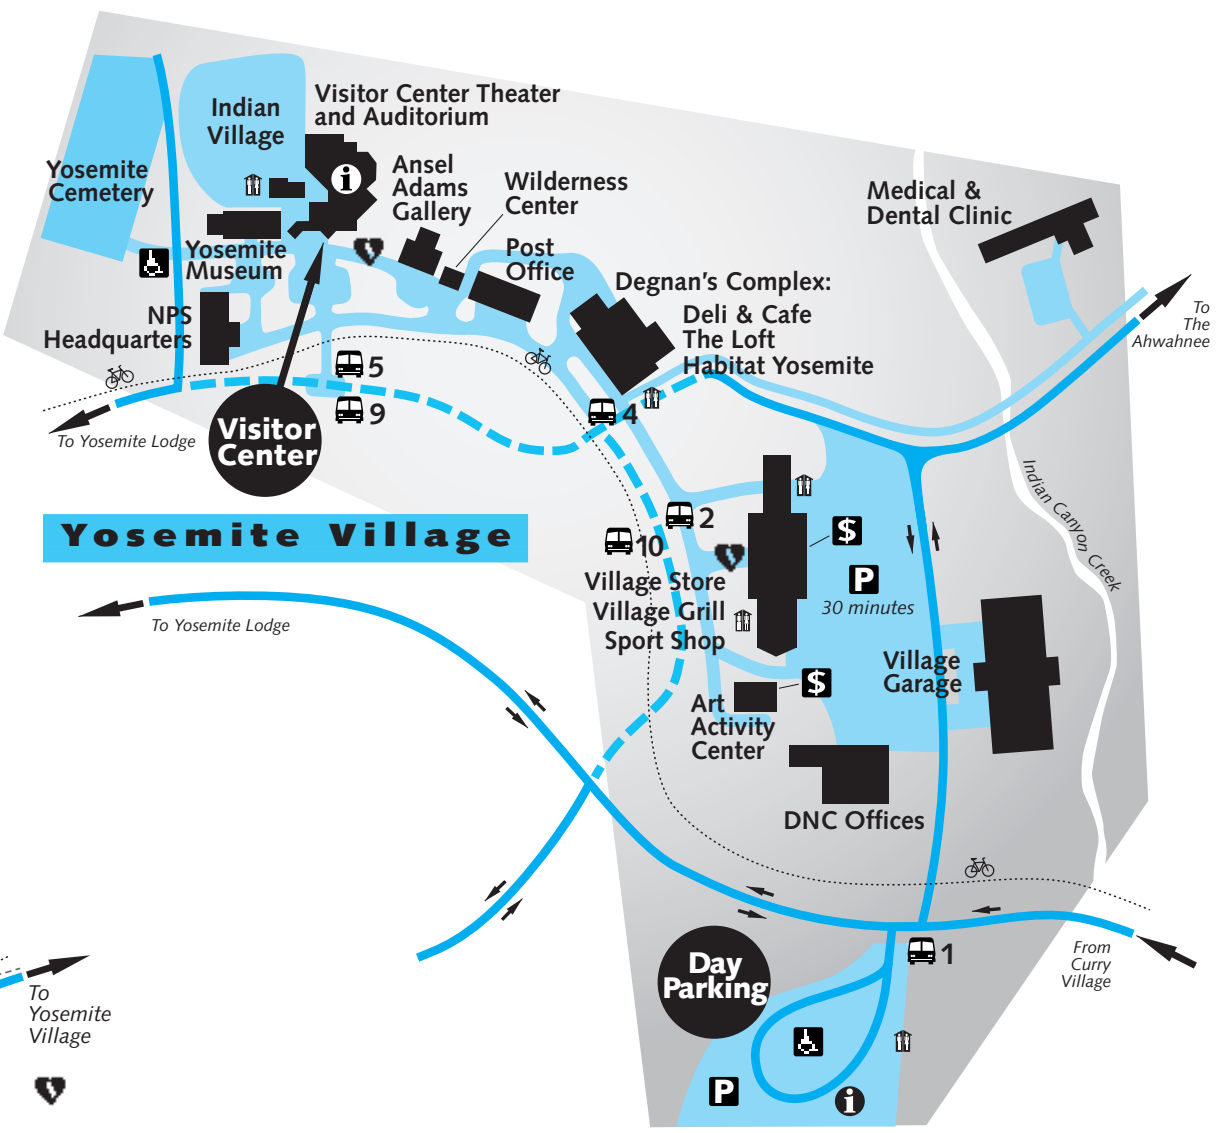 Visitor Center Theater
and Auditorium
Indian
Village
Yosemite
Cemetery
Ansel
Adams
Gallery
Wilderness
Center
Medical &
Dental Clinic
Yosemite
Museum
Post
Office
Degnan's Complex:
Deli & Cafe
The Loft
Habitat Yosemite
NPS
Headquarters
To
The
Ahwahnee
5
9
4
To Yosemite Lodge
Visitor
Center
Yosemite Village
2
10
$
P
30 minutes
Indian Canyon Creek
Village Store
Village Grill
Sport Shop
To Yosemite Lodge
Village
Garage
$
Art
Activity
Center
DNC Offices
1
From
Curry
Village
Day
Parking
To
Yosemite
Village
P
i
i